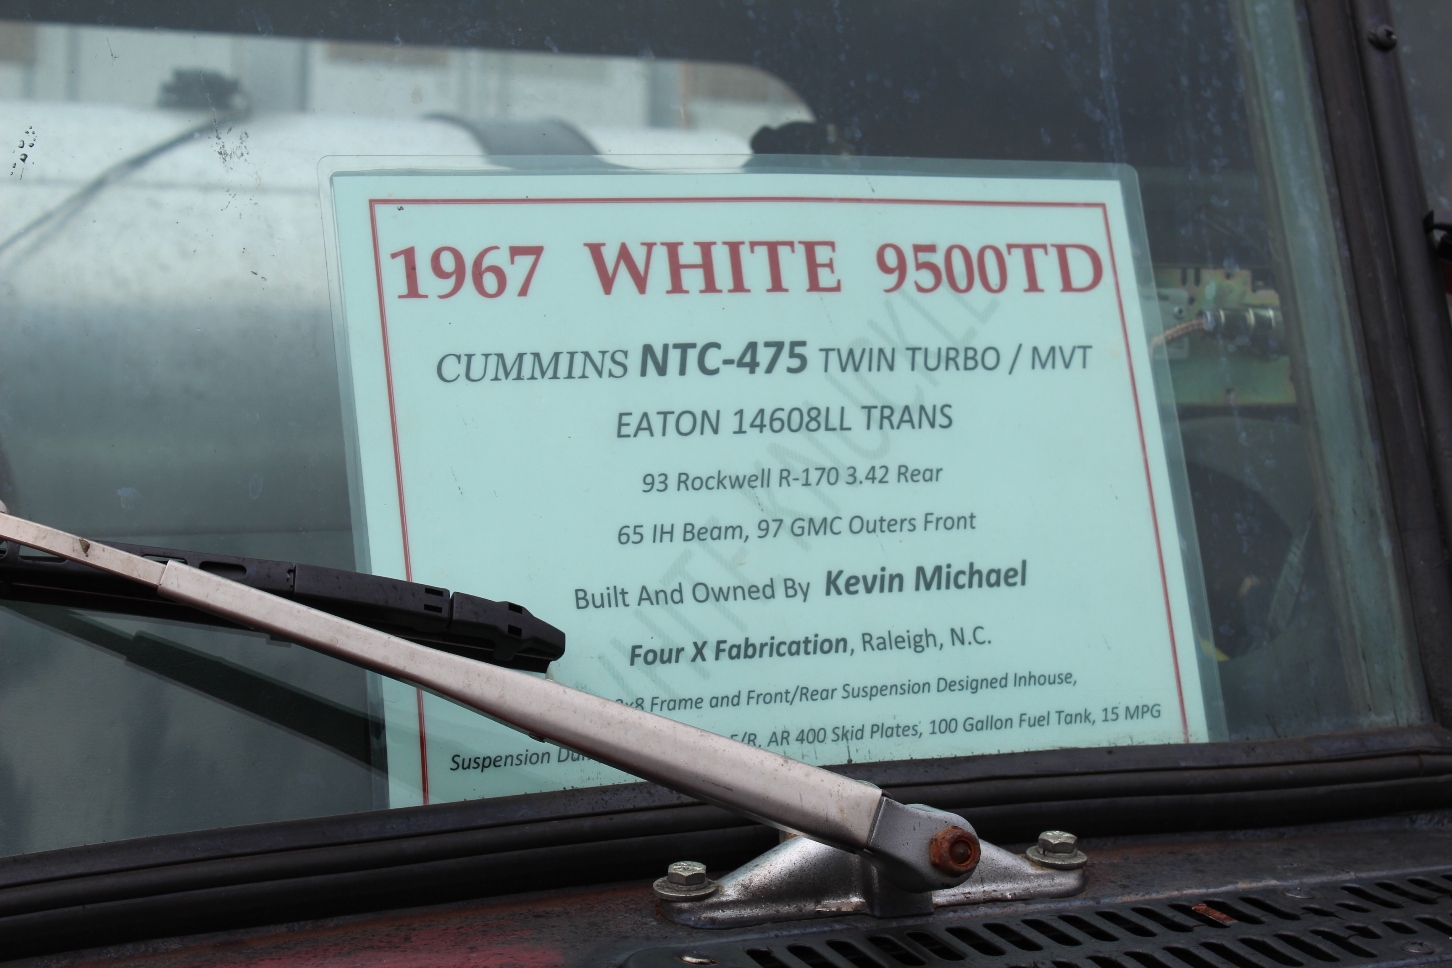 1967 WHITE 9500TD
CUMMINS NTC-475 TWIN TURBO / MVT
EATON 14608LL TRANS
93 Rockwell R-170 3.42 Rear
65 IH Beam, 97 GMC Outers Front
Built And Owned By Kevin Michael
Four X Fabrication, Raleigh, N.C.
Frame and Front/Rear Suspension Designed Inhouse,
Suspension F/R, AR 400 Skid Plates, 100 Gallon Fuel Tank, 15 MPG
WHITE KNUCKLE